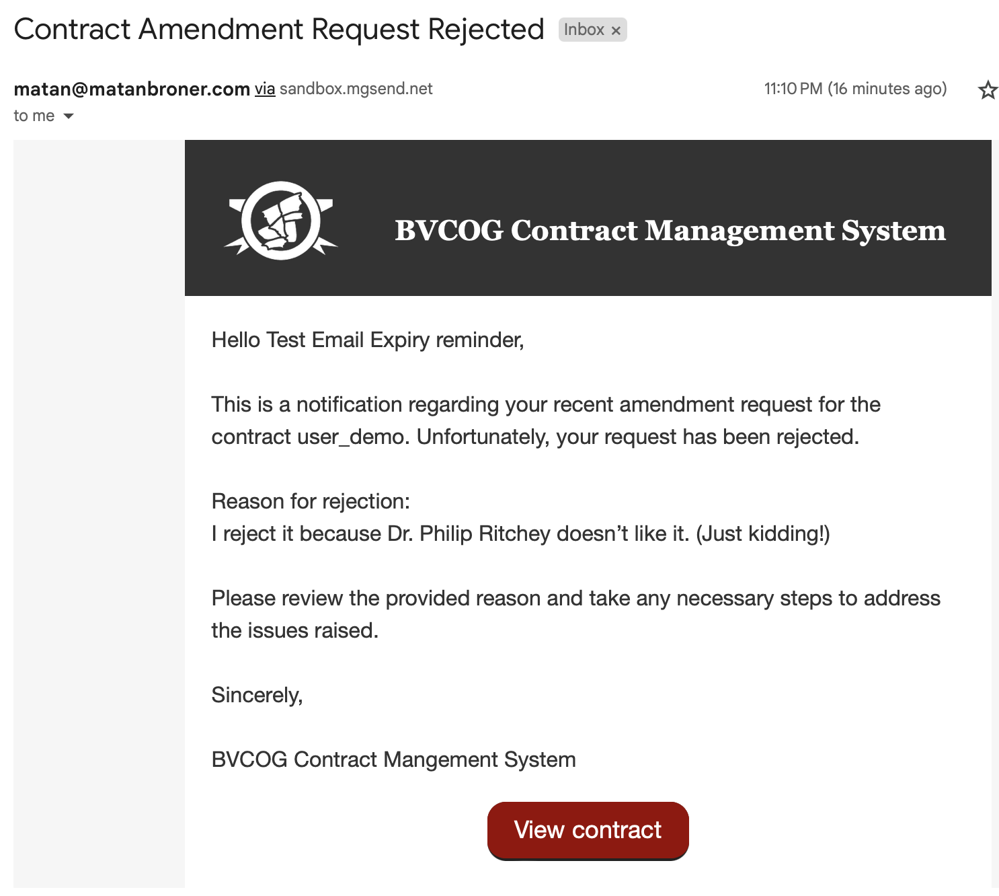 Contract Amendment Request Rejected Inbox ×
matan@matanbroner.com via sandbox.mgsend.net 11:10 PM (16 minutes ago)
to me
BVCOG Contract Management System
Hello Test Email Expiry reminder,
This is a notification regarding your recent amendment request for the
contract user_demo. Unfortunately, your request has been rejected.
Reason for rejection:
I reject it because Dr. Philip Ritchey doesn’t like it. (Just kidding!)
Please review the provided reason and take any necessary steps to address
the issues raised.
Sincerely,
BVCOG Contract Mangement System
View contract